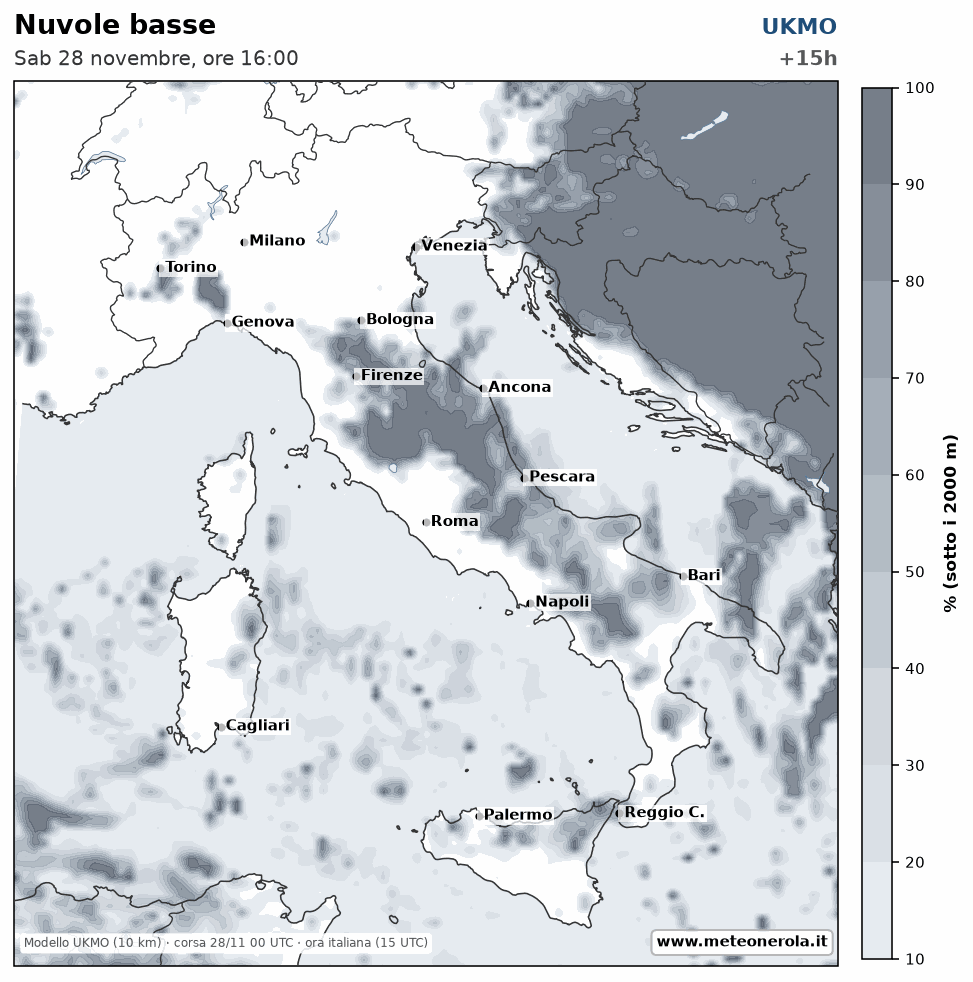 Nuvole basse
UKMO
Sab 28 novembre, ore 16:00
+15h
Milano
Venezia
Torino
Genova
Bologna
Firenze
Ancona
Pescara
Roma
Bari
Napoli
Cagliari
Palermo
Reggio C.
Modello UKMO (10 km) · corsa 28/11 00 UTC · ora italiana (15 UTC)
www.meteonerola.it
100
90
80
70
60
50
40
30
20
10
% (sotto i 2000 m)